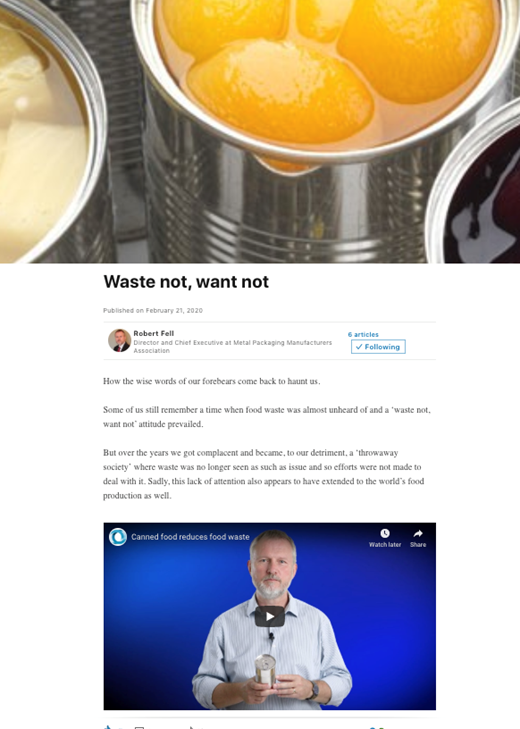 Waste not, want not
Published on February 21, 2020
Robert Fell
Director and Chief Executive at Metal Packaging Manufacturers
Association
6 articles
Following
How the wise words of our forebears come back to haunt us.
Some of us still remember a time when food waste was almost unheard of and a ‘waste not,
want not’ attitude prevailed.
But over the years we got complacent and became, to our detriment, a ‘throwaway
society’ where waste was no longer seen as such as issue and so efforts were not made to
deal with it. Sadly, this lack of attention also appears to have extended to the world’s food
production as well.
Canned food reduces food waste
Watch later
Share